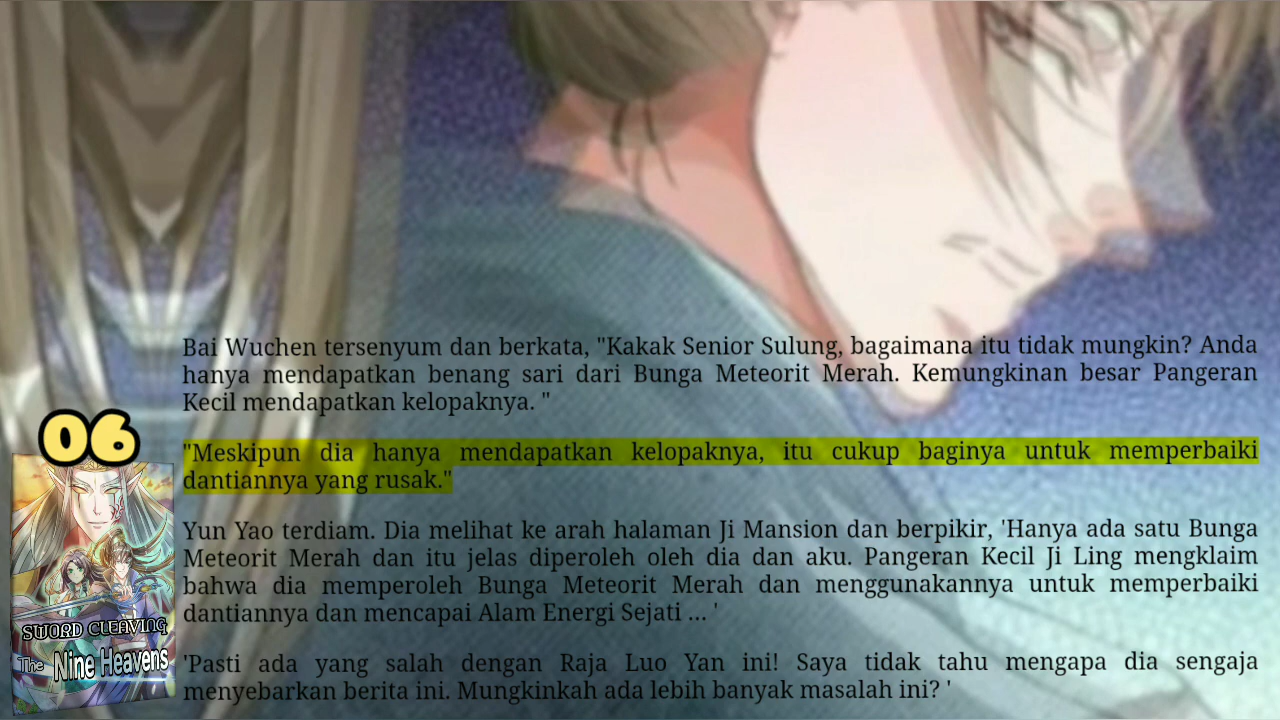 Bai Wuchen tersenyum dan berkata, "Kakak Senior Sulung, bagaimana itu tidak mungkin? Anda
hanya mendapatkan benang sari dari Bunga Meteorit Merah. Kemungkinan besar Pangeran
Kecil mendapatkan kelopaknya. "
"Meskipun dia hanya mendapatkan kelopaknya, itu cukup baginya untuk memperbaiki
dantiannya yang rusak."
Yun Yao terdiam. Dia melihat ke arah halaman Ji Mansion dan berpikir, 'Hanya ada satu Bunga
Meteorit Merah dan itu jelas diperoleh oleh dia dan aku. Pangeran Kecil Ji Ling mengklaim
bahwa dia memperoleh Bunga Meteorit Merah dan menggunakannya untuk memperbaiki
dantiannya dan mencapai Alam Energi Sejati ... '
'Pasti ada yang salah dengan Raja Luo Yan ini! Saya tidak tahu mengapa dia sengaja
menyebarkan berita ini. Mungkinkah ada lebih banyak masalah ini? '
06
SWORD CLEAVING
The Nine Heavens